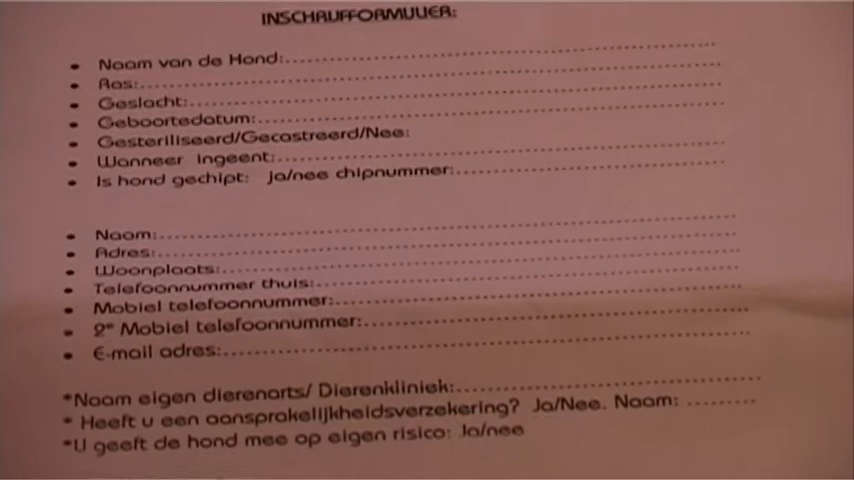 INSCHRIJFFORMULIER:
• Naam van de Hond:..............................
• Ras:..............................
• Geslacht:..............................
• Geboortedatum:..............................
• Gesteriliseerd/Gecastreerd/Nee:
• Wanneer ingeent:..............................
• Is hond gechipt: Ja/nee chipnummer:..............................
• Naam:..............................
• Adres:..............................
• Woonplaats:..............................
• Telefoonnummer thuis:..............................
• Mobiel telefoonnummer:..............................
• 2e Mobiel telefoonnummer:..............................
• E-mail adres:..............................
*Naam eigen dierenarts/ Dierenkliniek:..............................
* Heeft u een aansprakelijkheidsverzekering? Ja/Nee. Naam: .........
*U geeft de hond mee op eigen risico: Ja/nee